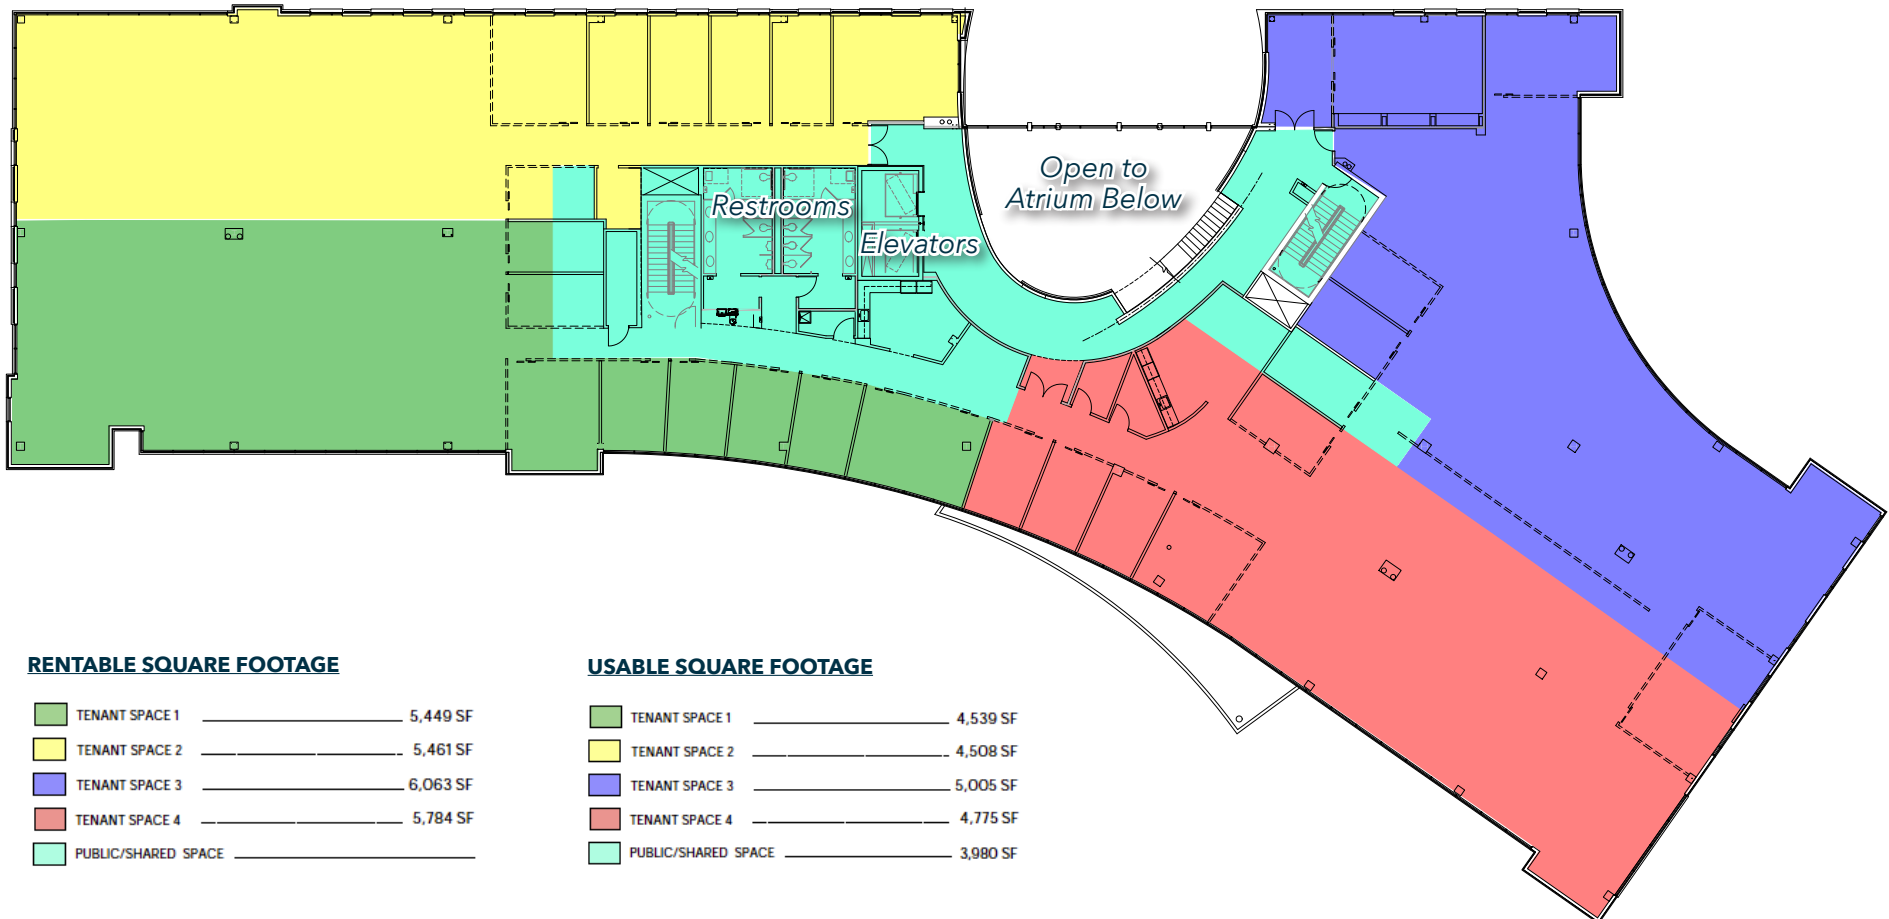 Open to
Atrium Below
Restrooms
Elevators
RENTABLE SQUARE FOOTAGE
TENANT SPACE 1 5,449 SF
TENANT SPACE 2 5,461 SF
TENANT SPACE 3 6,063 SF
TENANT SPACE 4 5,784 SF
PUBLIC/SHARED SPACE
USABLE SQUARE FOOTAGE
TENANT SPACE 1 4,539 SF
TENANT SPACE 2 4,508 SF
TENANT SPACE 3 5,005 SF
TENANT SPACE 4 4,775 SF
PUBLIC/SHARED SPACE 3,980 SF